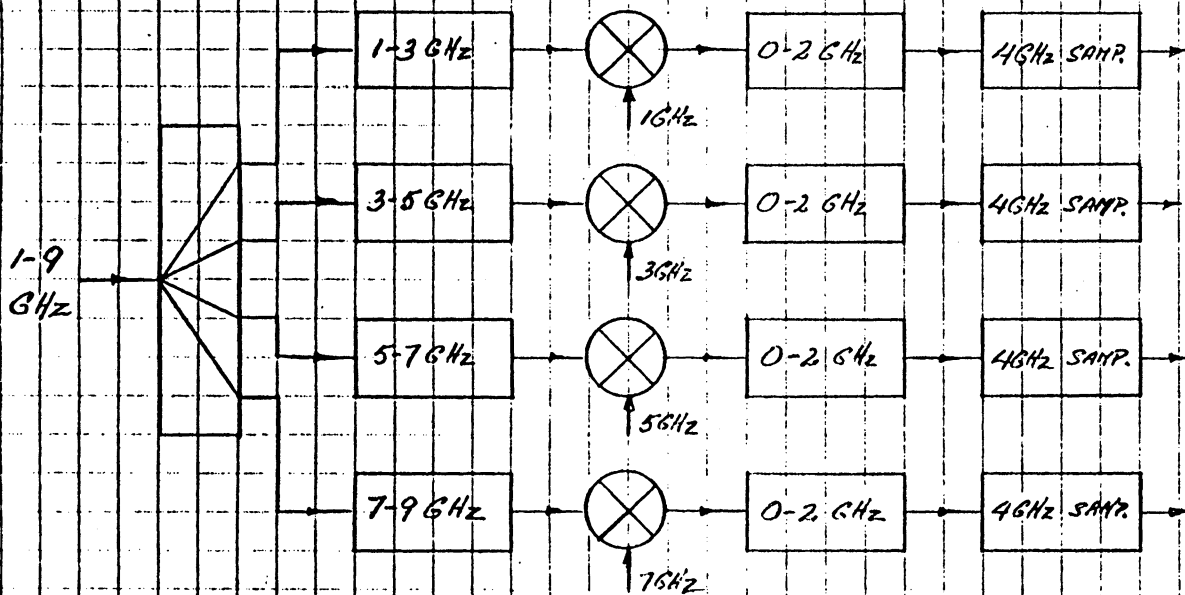 1-3 GHz
0-2 GHz
4GHz SAMP.
1GHz
3-5 GHz
0-2 GHz
4GHz SAMP.
3GHz
1-9
GHz
5-7 GHz
0-2 GHz
4GHz SAMP.
5GHz
7-9 GHz
0-2 GHz
4GHz SAMP.
7GHz